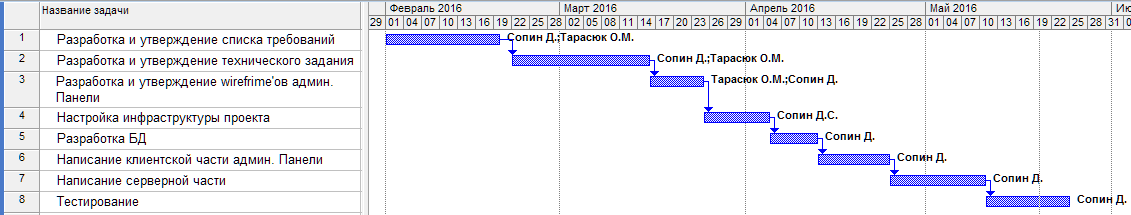 Название задачи
Февраль 2016 Март 2016 Апрель 2016 Май 2016 Ию
29 01 04 07 10 13 16 19 22 25 28 02 05 08 11 14 17 20 23 26 29 01 04 07 10 13 16 19 22 25 28 01 04 07 10 13 16 19 22 25 28 31 03
1 Разработка и утверждение списка требований Сопин Д.;Тарасюк О.М.
2 Разработка и утверждение технического задания Сопин Д.;Тарасюк О.М.
3 Разработка и утверждение wirefrime'ов админ. Тарасюк О.М.;Сопин Д.
Панели
4 Настройка инфраструктуры проекта Сопин Д.С.
5 Разработка БД Сопин Д.
6 Написание клиентской части админ. Панели Сопин Д.
7 Написание серверной части Сопин Д.
8 Тестирование Сопин Д.